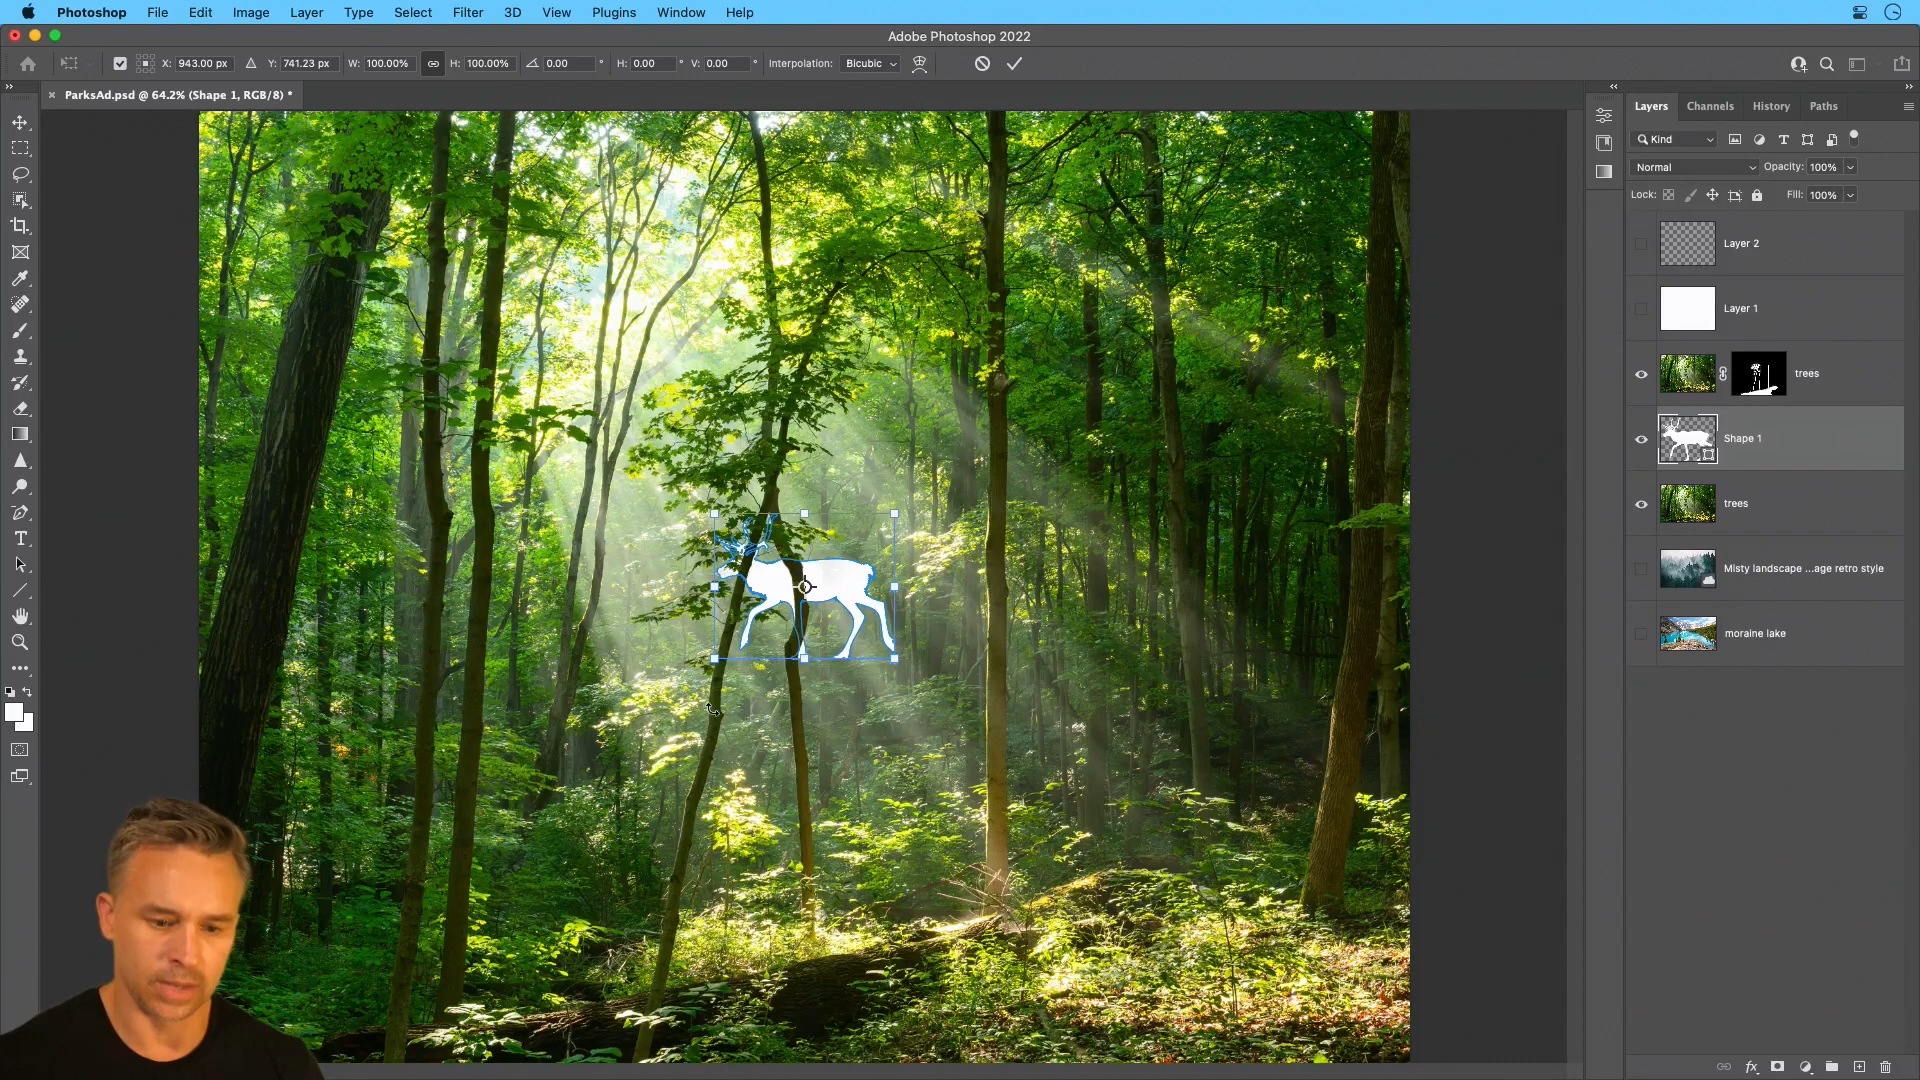 Photoshop File Edit Image Layer Type Select Filter 3D View Plugins Window Help
Adobe Photoshop 2022
X: 943.00 px Y: 741.23 px W: 100.00% H: 100.00% 0.00 ° H: 0.00 ° V: 0.00 ° Interpolation: Bicubic
ParksAd.psd @ 64.2% (Shape 1, RGB/8) *
Layers Channels History Paths
Kind
Normal Opacity: 100%
Lock: Fill: 100%
Layer 2
Layer 1
trees
Shape 1
trees
Misty landscape ...age retro style
moraine lake